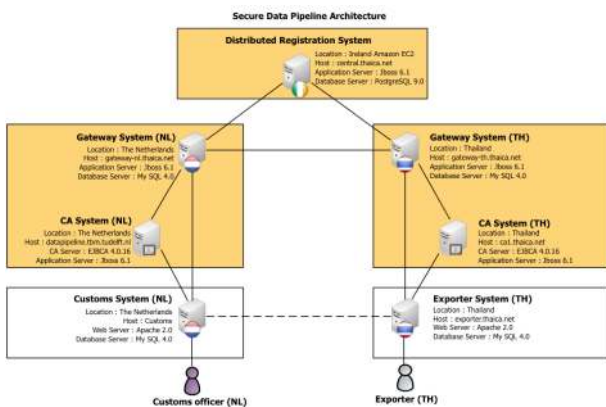 Secure Data Pipeline Architecture
Distributed Registration System
Location : Ireland Amazon EC2
Host : central.thaica.net
Application Server : Jboss 6.1
Database Server : PostgreSQL 9.0
Gateway System (NL)
Location : The Netherlands
Host : gateway-nl.thaica.net
Application Server : Jboss 6.1
Database Server : My SQL 4.0
Gateway System (TH)
Location : Thailand
Host : gateway-th.thaica.net
Application Server : Jboss 6.1
Database Server : My SQL 4.0
CA System (NL)
Location : The Netherlands
Host : datapipeline.tbm.tudelft.nl
CA Server : EJBCA 4.0.16
Application Server : Jboss 6.1
CA System (TH)
Location : Thailand
Host : ca1.thaica.net
CA Server : EJBCA 4.0.16
Application Server : Jboss 6.1
Customs System (NL)
Location : The Netherlands
Host : Customs
Web Server : Apache 2.0
Database Server : My SQL 4.0
Exporter System (TH)
Location : Thailand
Host : exporter.thaica.net
Web Server : Apache 2.0
Database Server : My SQL 4.0
Customs officer (NL)
Exporter (TH)